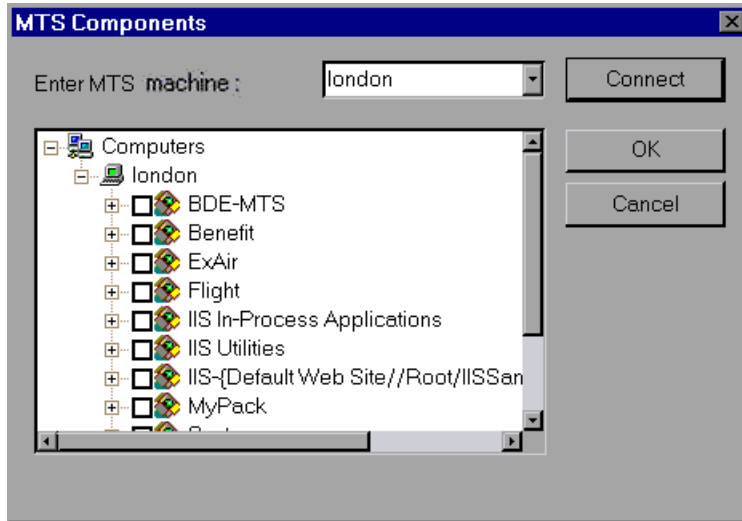 MTS Components
Enter MTS machine :
london
Connect
OK
Cancel
Computers
london
BDE-MTS
Benefit
ExAir
Flight
IIS In-Process Applications
IIS Utilities
IIS-{Default Web Site//Root/IISSan
MyPack